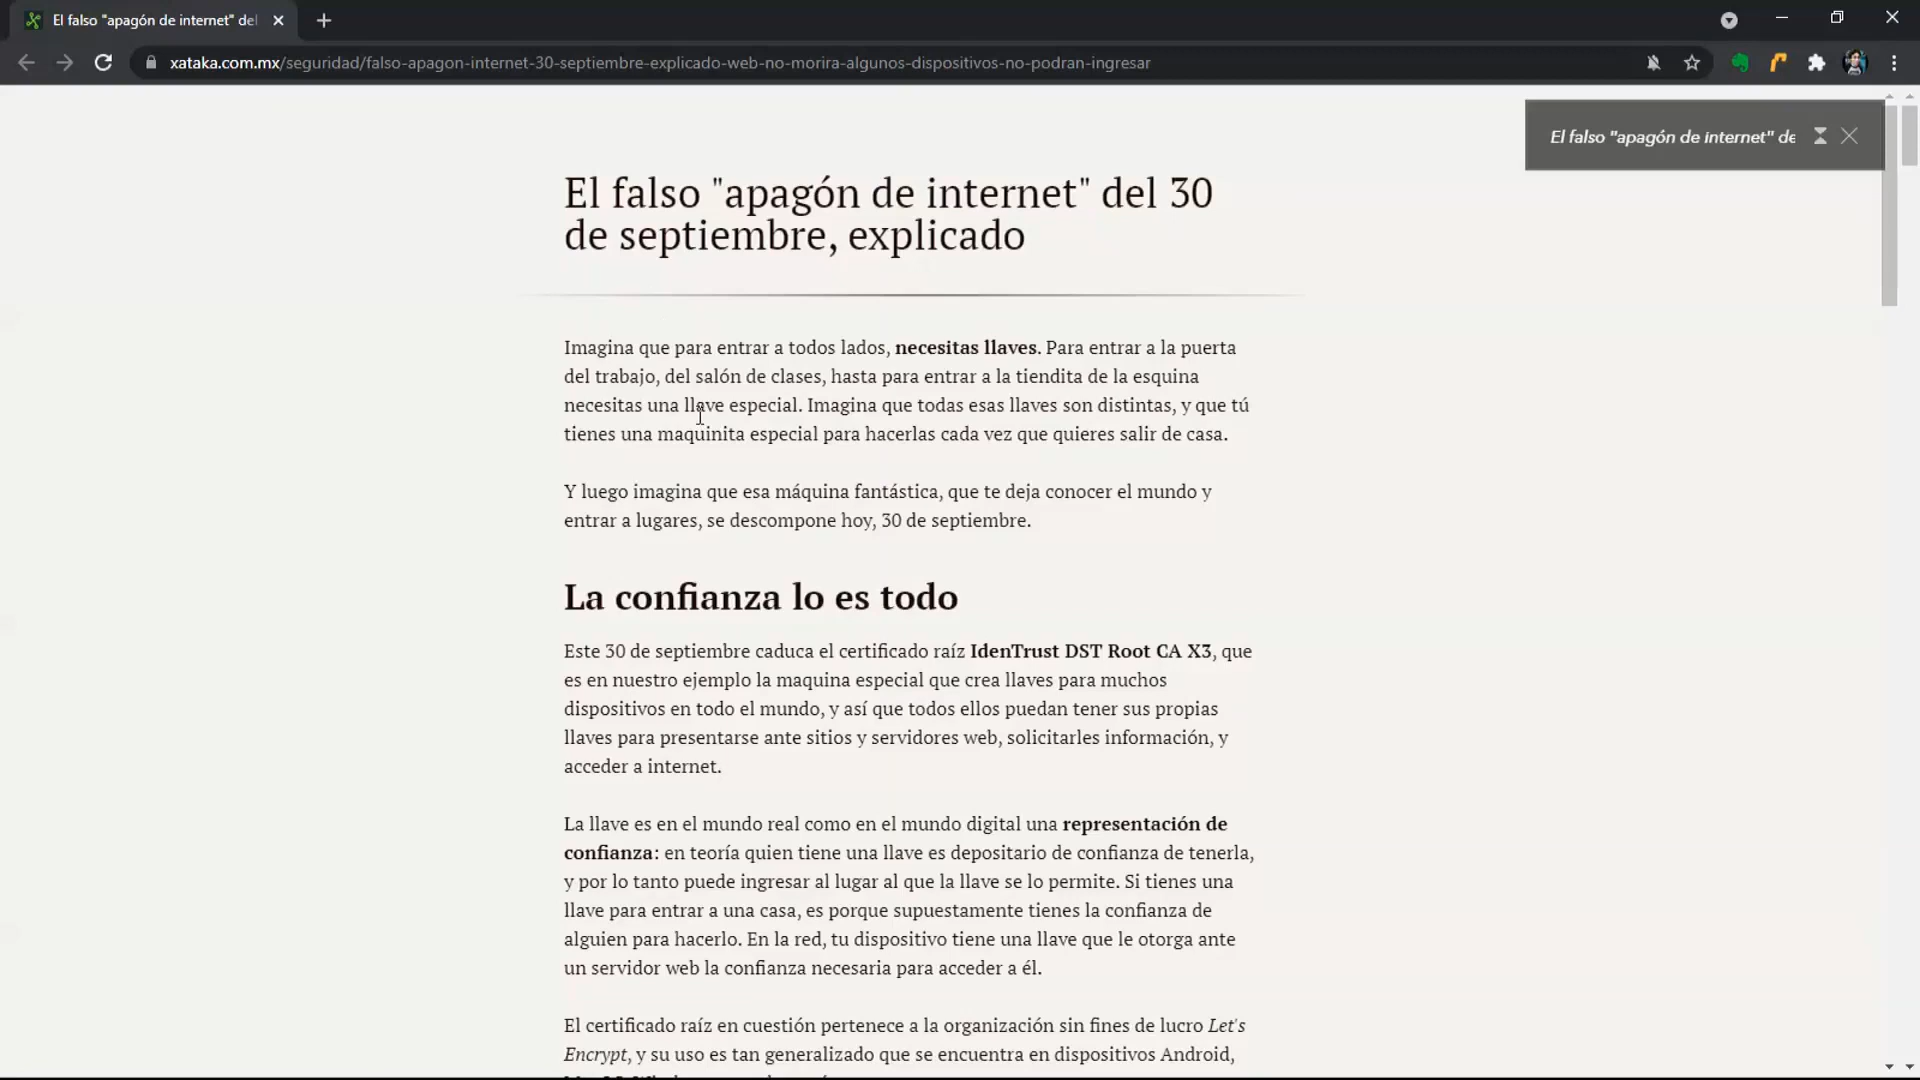 El falso "apagón de internet" del
xataka.com.mx/seguridad/falso-apagon-internet-30-septiembre-explicado-web-no-morira-algunos-dispositivos-no-podran-ingresar
El falso "apagón de internet" de
El falso "apagón de internet" del 30
de septiembre, explicado
Imagina que para entrar a todos lados, necesitas llaves. Para entrar a la puerta
del trabajo, del salón de clases, hasta para entrar a la tiendita de la esquina
necesitas una llave especial. Imagina que todas esas llaves son distintas, y que tú
tienes una maquinita especial para hacerlas cada vez que quieres salir de casa.
Y luego imagina que esa máquina fantástica, que te deja conocer el mundo y
entrar a lugares, se descompone hoy, 30 de septiembre.
La confianza lo es todo
Este 30 de septiembre caduca el certificado raíz IdenTrust DST Root CA X3, que
es en nuestro ejemplo la maquina especial que crea llaves para muchos
dispositivos en todo el mundo, y así que todos ellos puedan tener sus propias
llaves para presentarse ante sitios y servidores web, solicitarles información, y
acceder a internet.
La llave es en el mundo real como en el mundo digital una representación de
confianza: en teoría quien tiene una llave es depositario de confianza de tenerla,
y por lo tanto puede ingresar al lugar al que la llave se lo permite. Si tienes una
llave para entrar a una casa, es porque supuestamente tienes la confianza de
alguien para hacerlo. En la red, tu dispositivo tiene una llave que le otorga ante
un servidor web la confianza necesaria para acceder a él.
El certificado raíz en cuestión pertenece a la organización sin fines de lucro Let's
Encrypt, y su uso es tan generalizado que se encuentra en dispositivos Android,